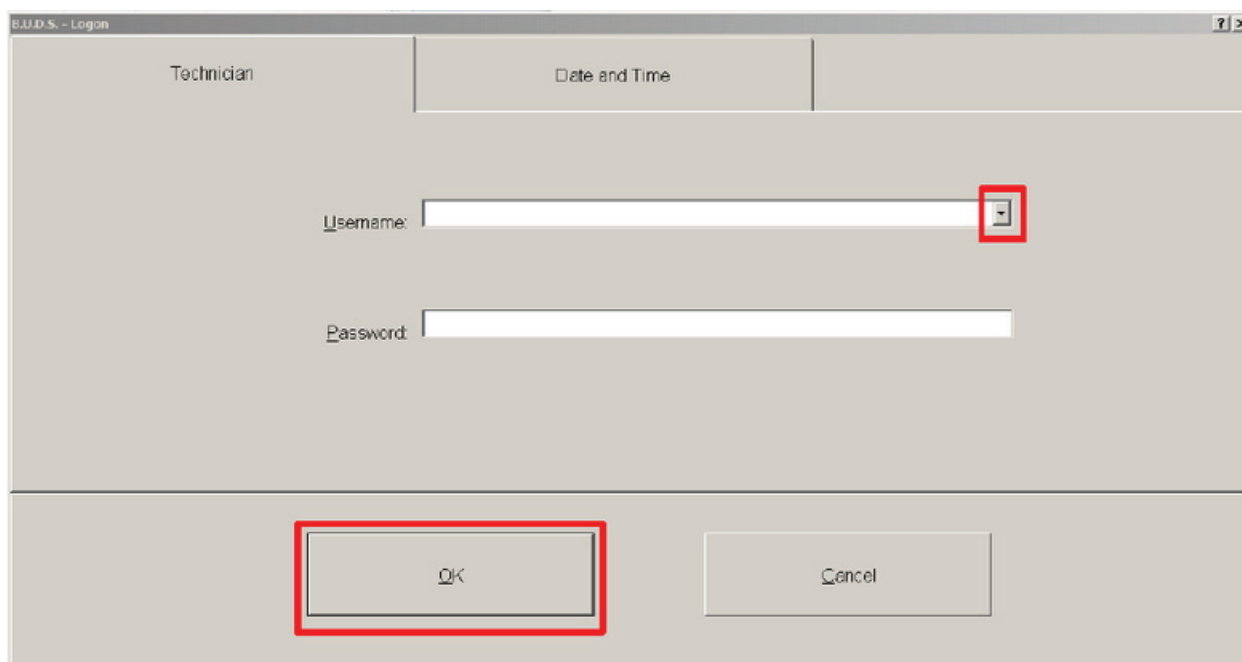 B.U.D.S. - Logon
Technician
Date and Time
Username:
Password:
OK
Cancel